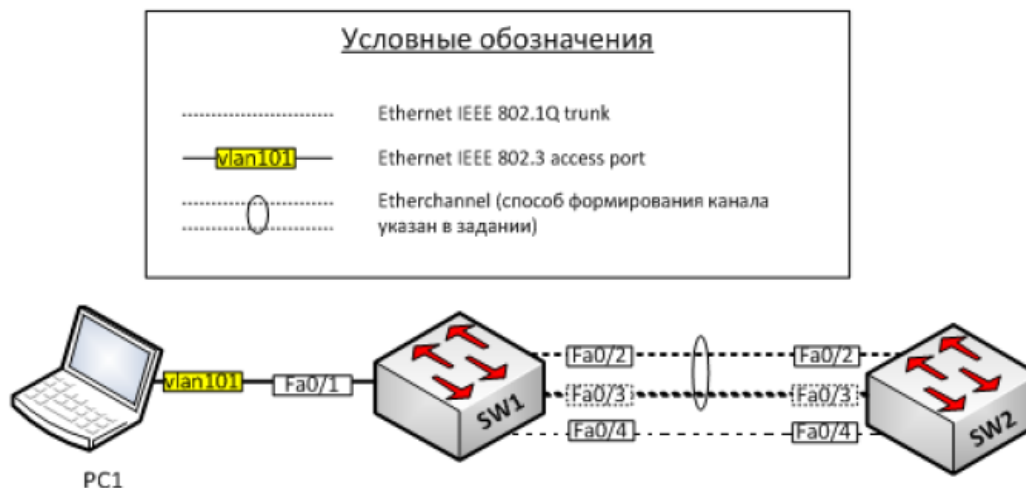 Условные обозначения
Ethernet IEEE 802.1Q trunk
vlan101
Ethernet IEEE 802.3 access port
Etherchannel (способ формирования канала
указан в задании)
Fa0/2
Fa0/2
vlan101
Fa0/1
SW1
Fa0/3
Fa0/3
SW2
Fa0/4
Fa0/4
PC1